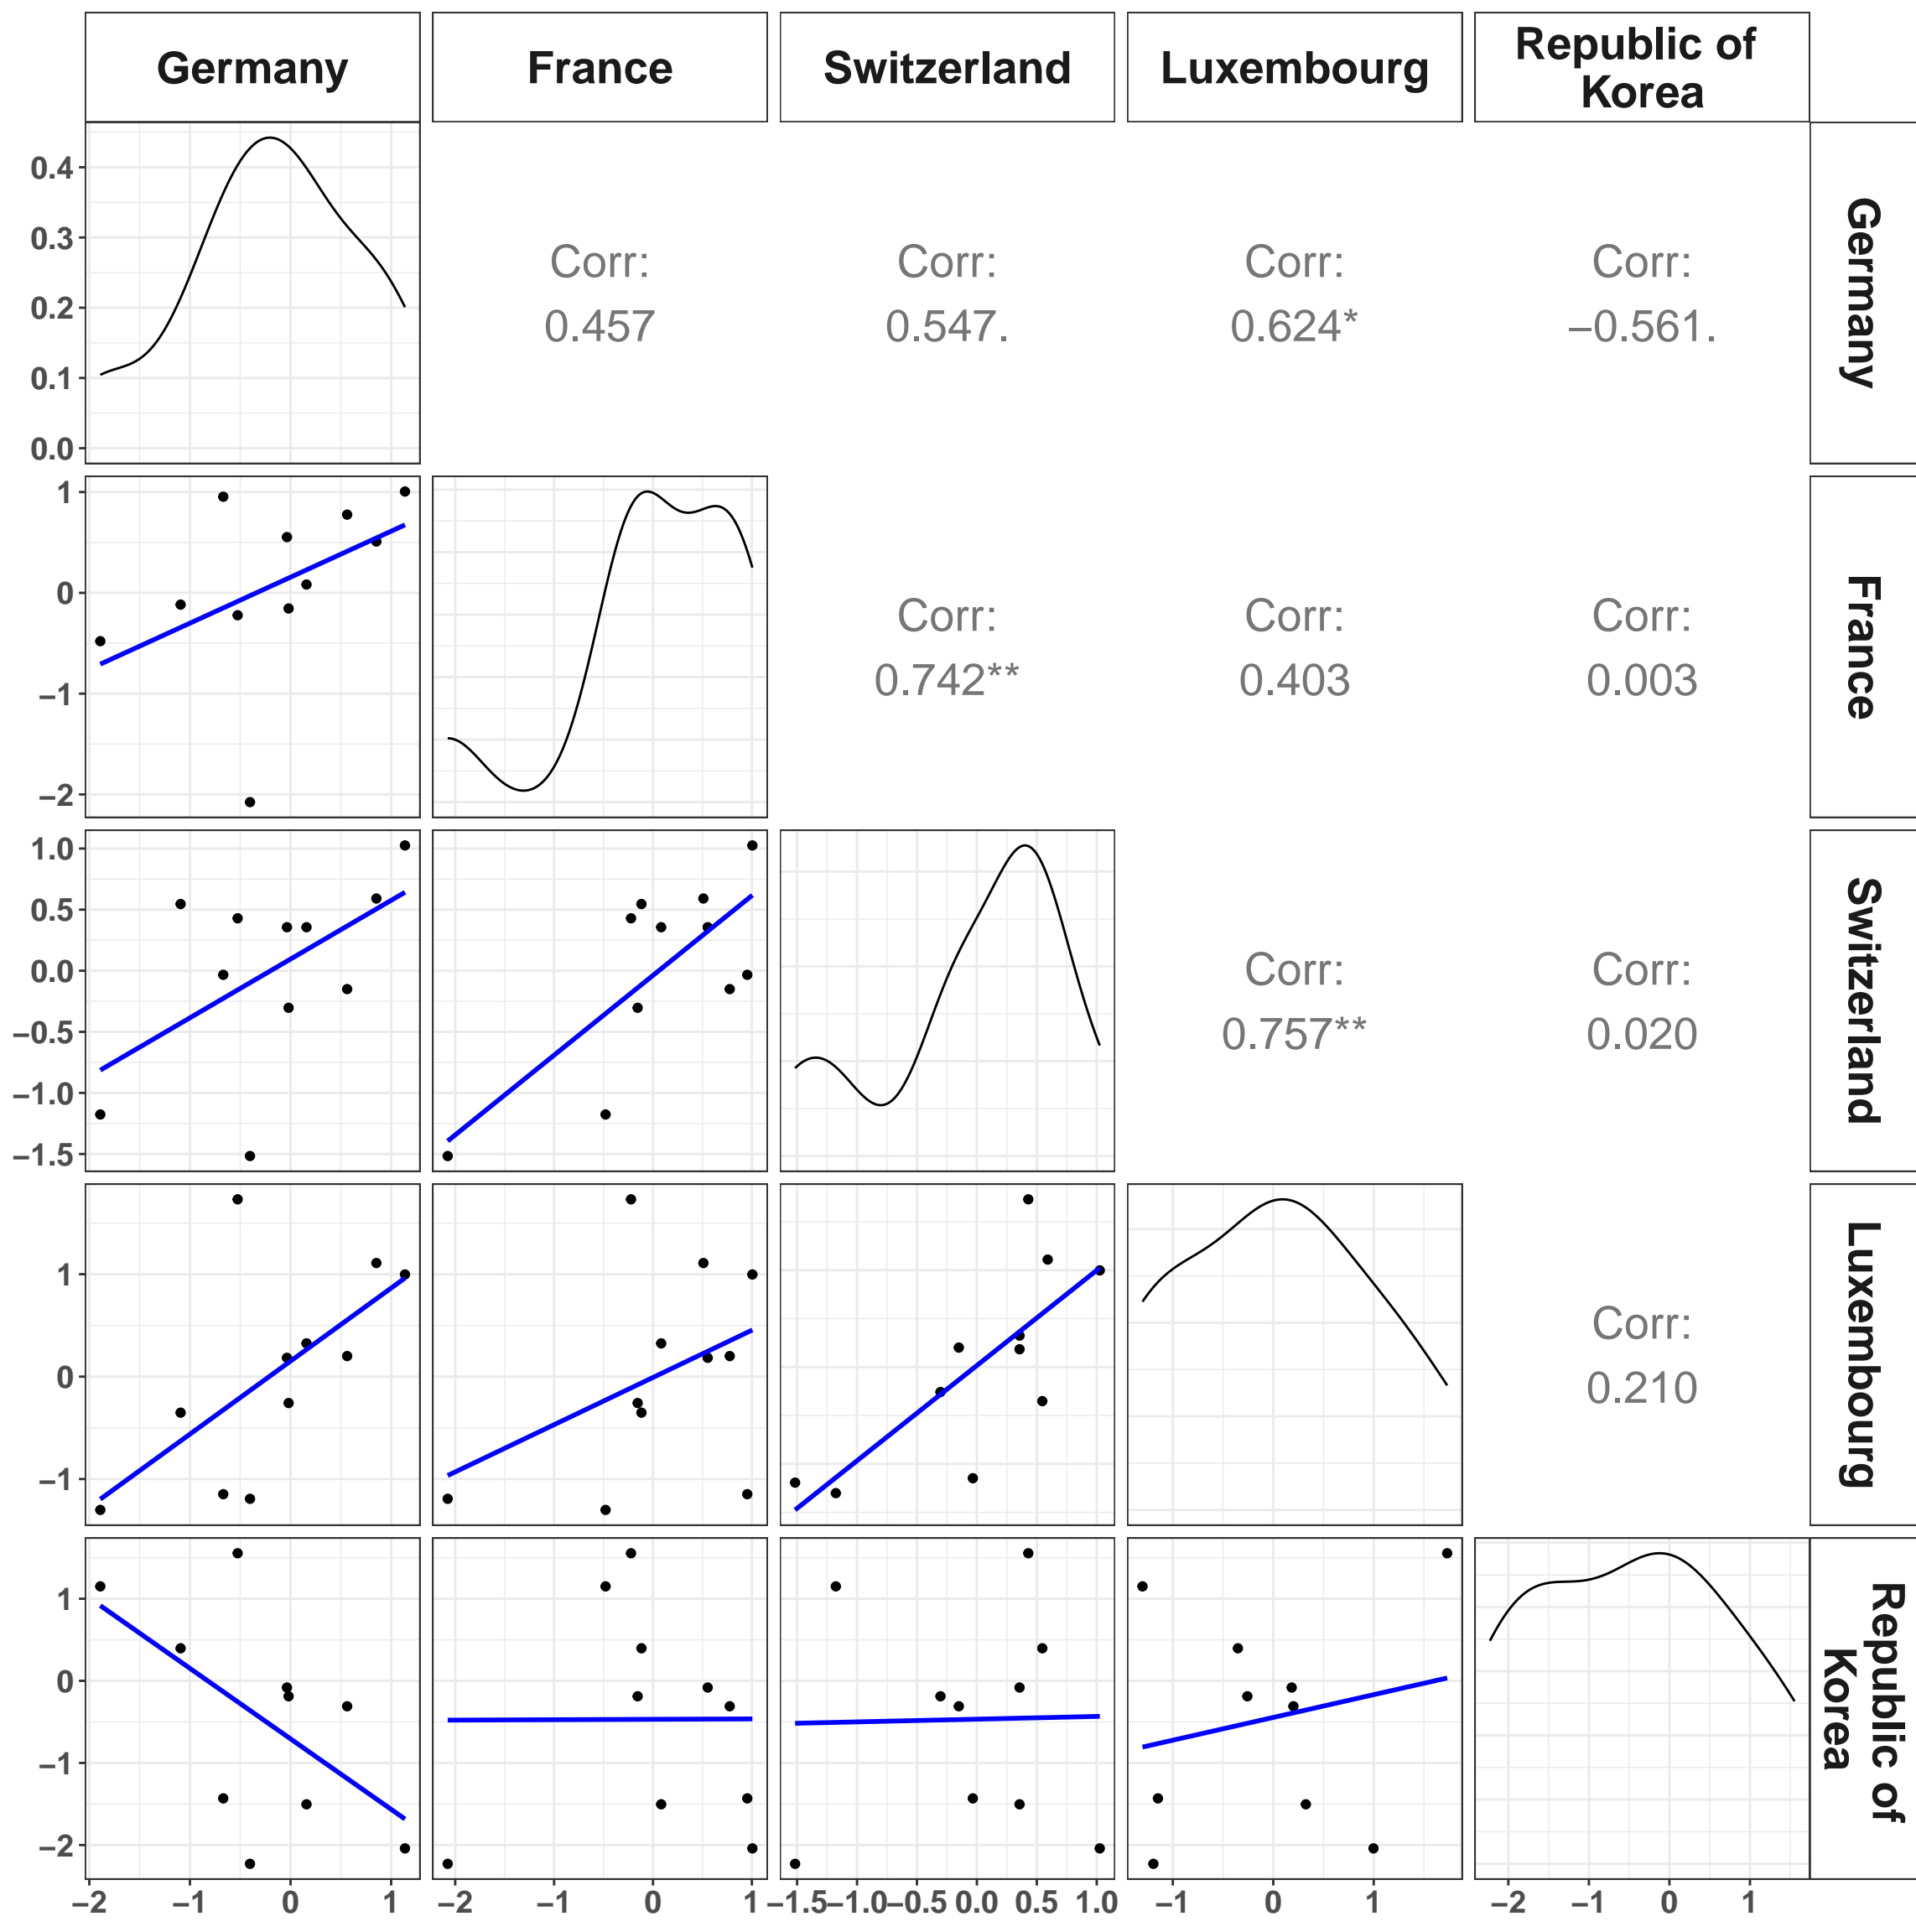 Germany
France
Switzerland
Luxembourg
Republic of
Korea
0.4
0.3
0.2
0.1
0.0
Corr:
0.457
Corr:
0.547.
Corr:
0.624*
Corr:
−0.561.
Germany
1
0
−1
−2
Corr:
0.742**
Corr:
0.403
Corr:
0.003
France
1.0
0.5
0.0
−0.5
−1.0
−1.5
Corr:
0.757**
Corr:
0.020
Switzerland
1
0
−1
Corr:
0.210
Luxembourg
1
0
−1
−2
Republic of
Korea
−2 −1 0 1
−2 −1 0 1
−1.5 −1.0 −0.5 0.0 0.5 1.0
−1 0 1
−2 −1 0 1